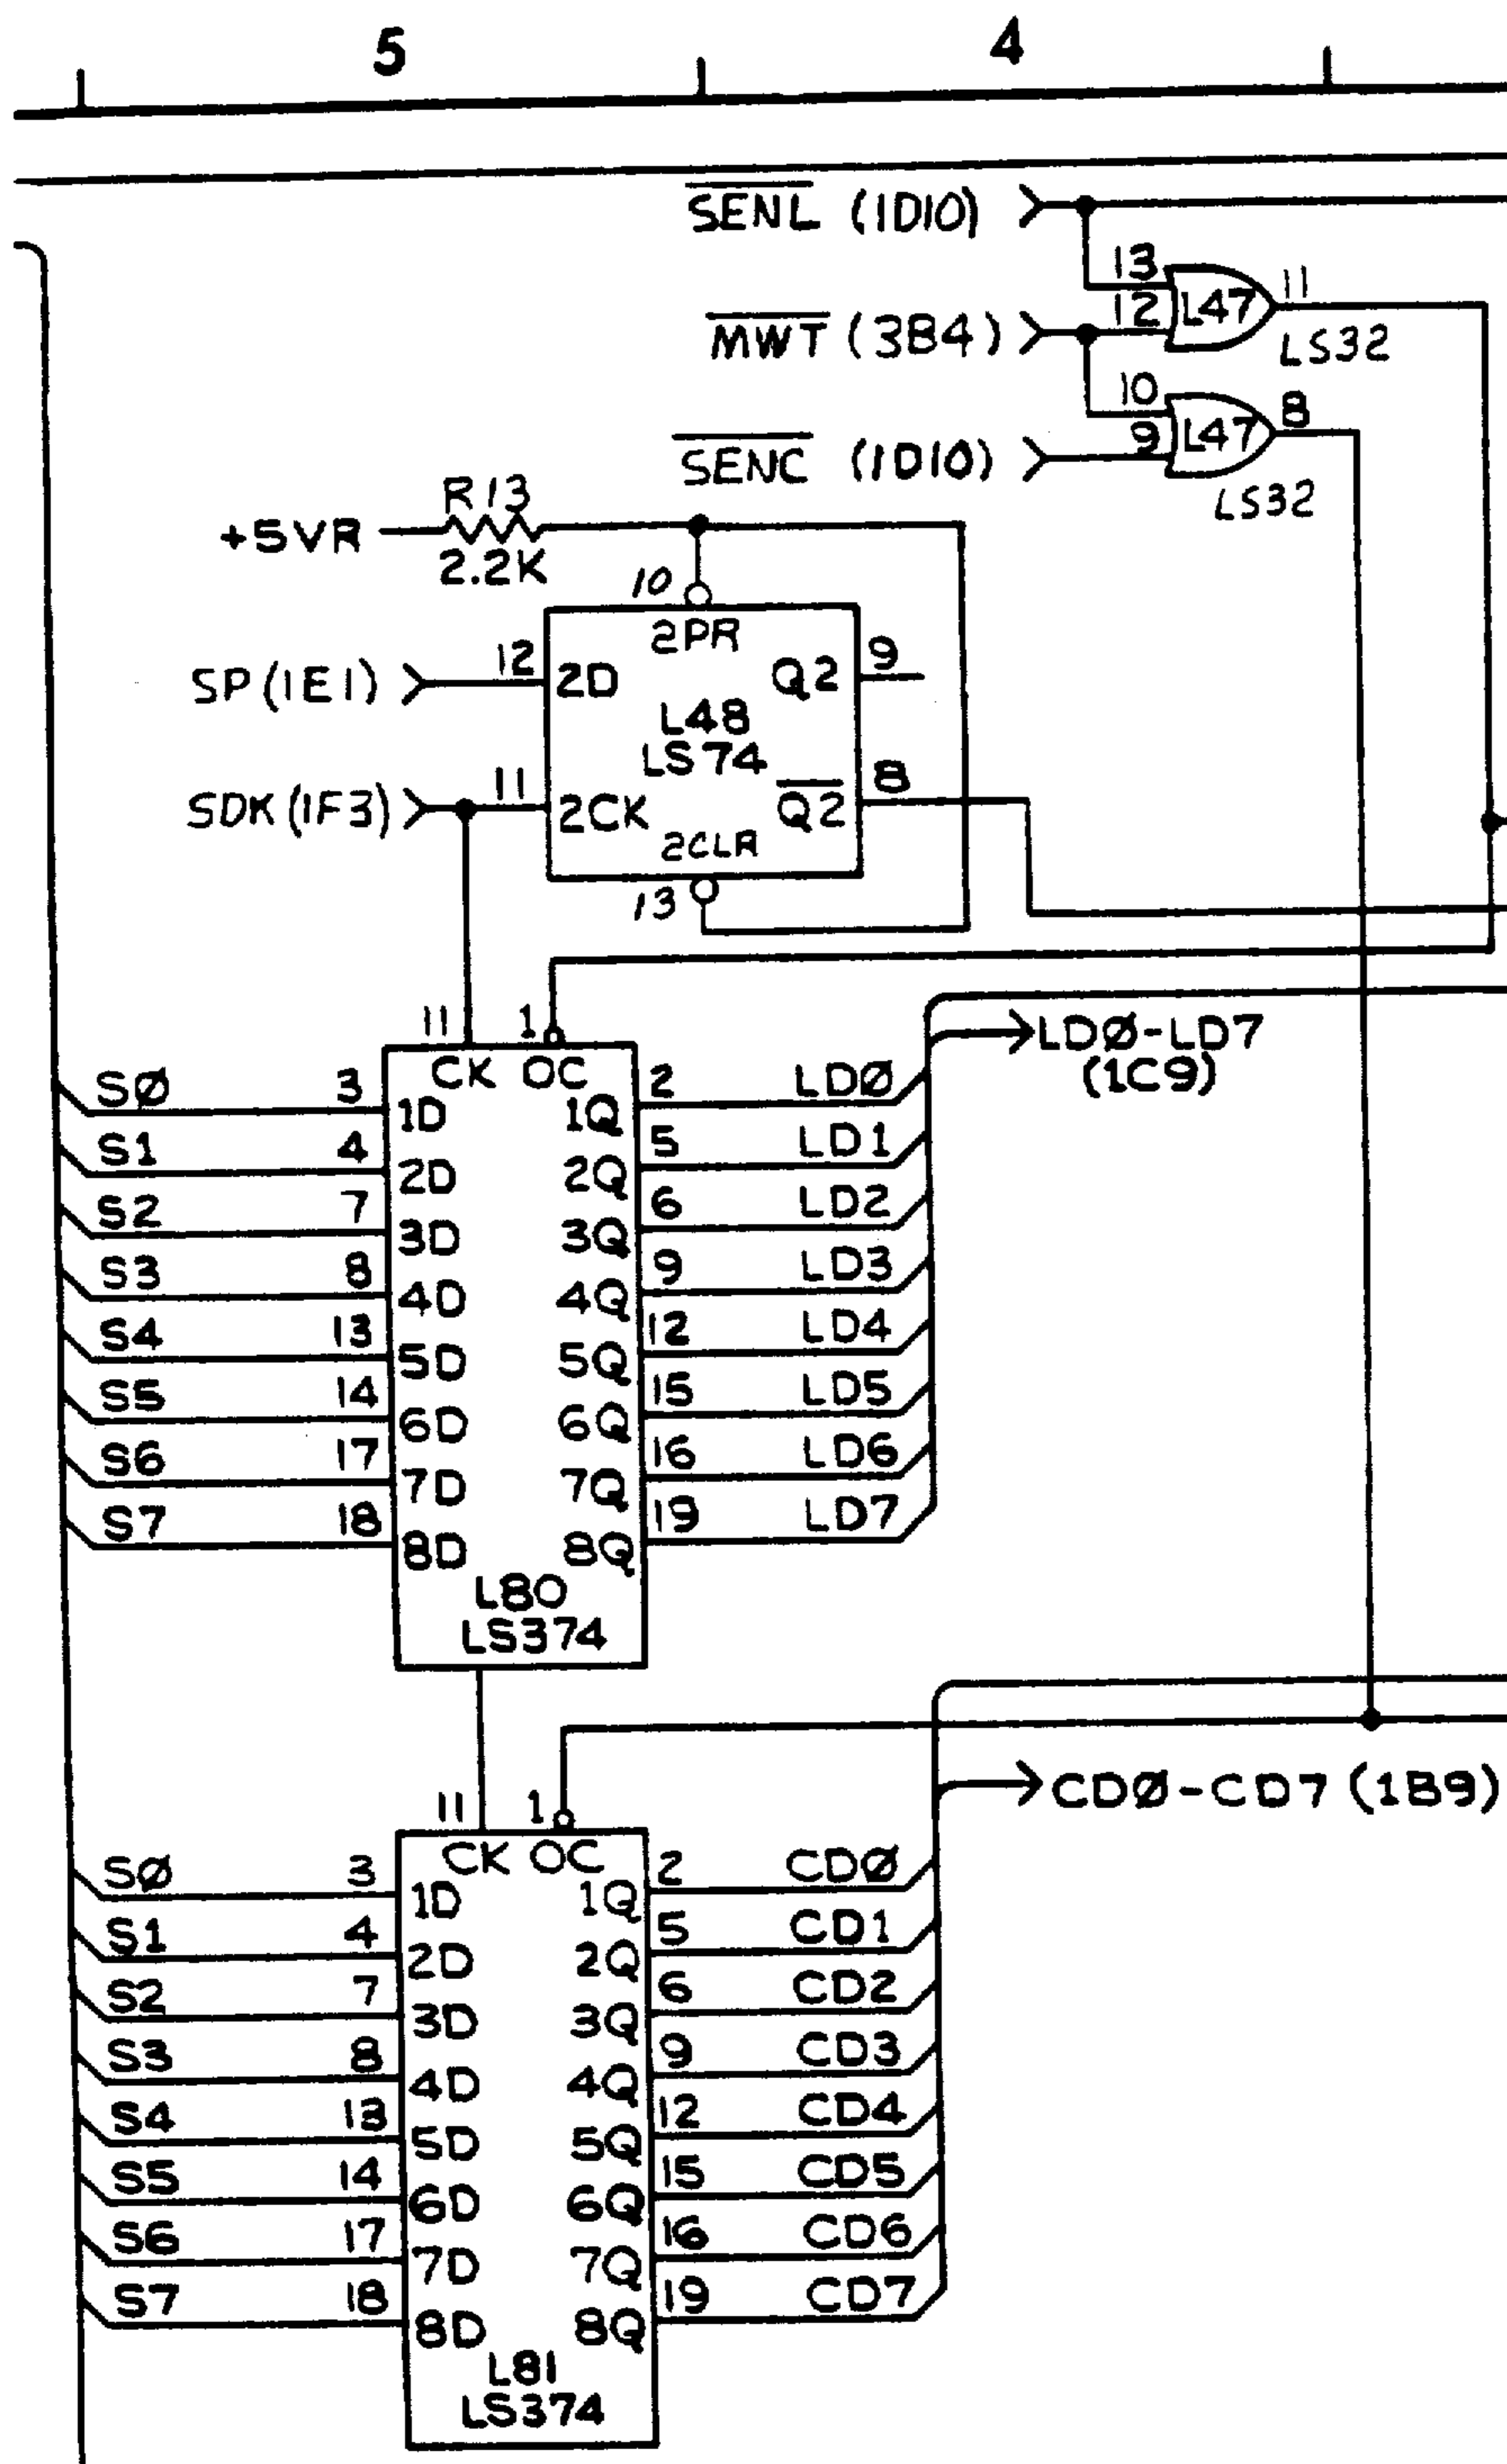 5 4
SENL (1D10)
13 11
12 L47
MWT (3B4) LS32
10 8
9 L47
SENC (1D10)
LS32
R13
+5VR
2.2K
10
2PR
SP (1E1) 12 2D Q2 9
L48
LS74
SDK (1F3) 11 2CK Q2 8
2CLR
13
11 1
CK OC
LDØ-LD7
(1C9)
SØ 3 1D 1Q 2 LDØ
S1 4 2D 2Q 5 LD1
S2 7 3D 3Q 6 LD2
S3 8 4D 4Q 9 LD3
S4 13 5D 5Q 12 LD4
S5 14 6D 6Q 15 LD5
S6 17 7D 7Q 16 LD6
S7 18 8D 8Q 19 LD7
L80
LS374
CDØ-CD7 (1B9)
11 1
CK OC
SØ 3 1D 1Q 2 CDØ
S1 4 2D 2Q 5 CD1
S2 7 3D 3Q 6 CD2
S3 8 4D 4Q 9 CD3
S4 13 5D 5Q 12 CD4
S5 14 6D 6Q 15 CD5
S6 17 7D 7Q 16 CD6
S7 18 8D 8Q 19 CD7
L81
LS374